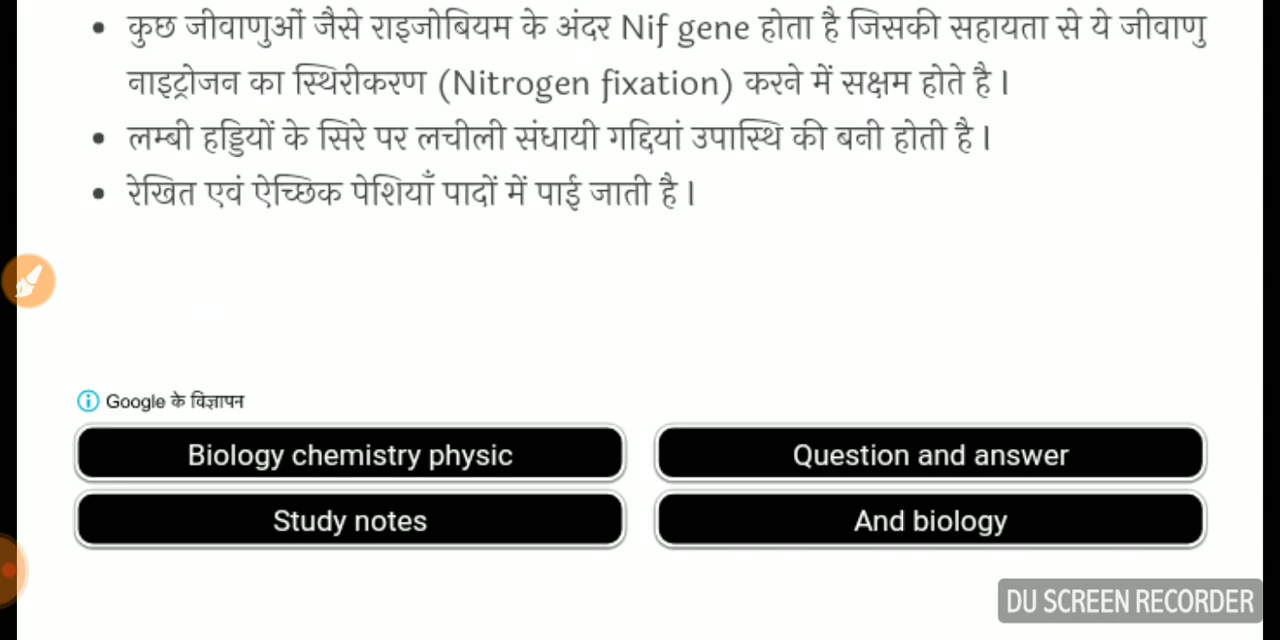 कुछ जीवाणुओं जैसे राइजोबियम के अंदर Nif gene होता है जिसकी सहायता से ये जीवाणु
नाइट्रोजन का स्थिरीकरण (Nitrogen fixation) करने में सक्षम होते है।
लम्बी हड्डियों के सिरे पर लचीली संधायी गद्दियां उपास्थि की बनी होती है।
रेखित एवं ऐच्छिक पेशियाँ पादों में पाई जाती है।
Google के विज्ञापन
Biology chemistry physic
Question and answer
Study notes
And biology
DU SCREEN RECORDER